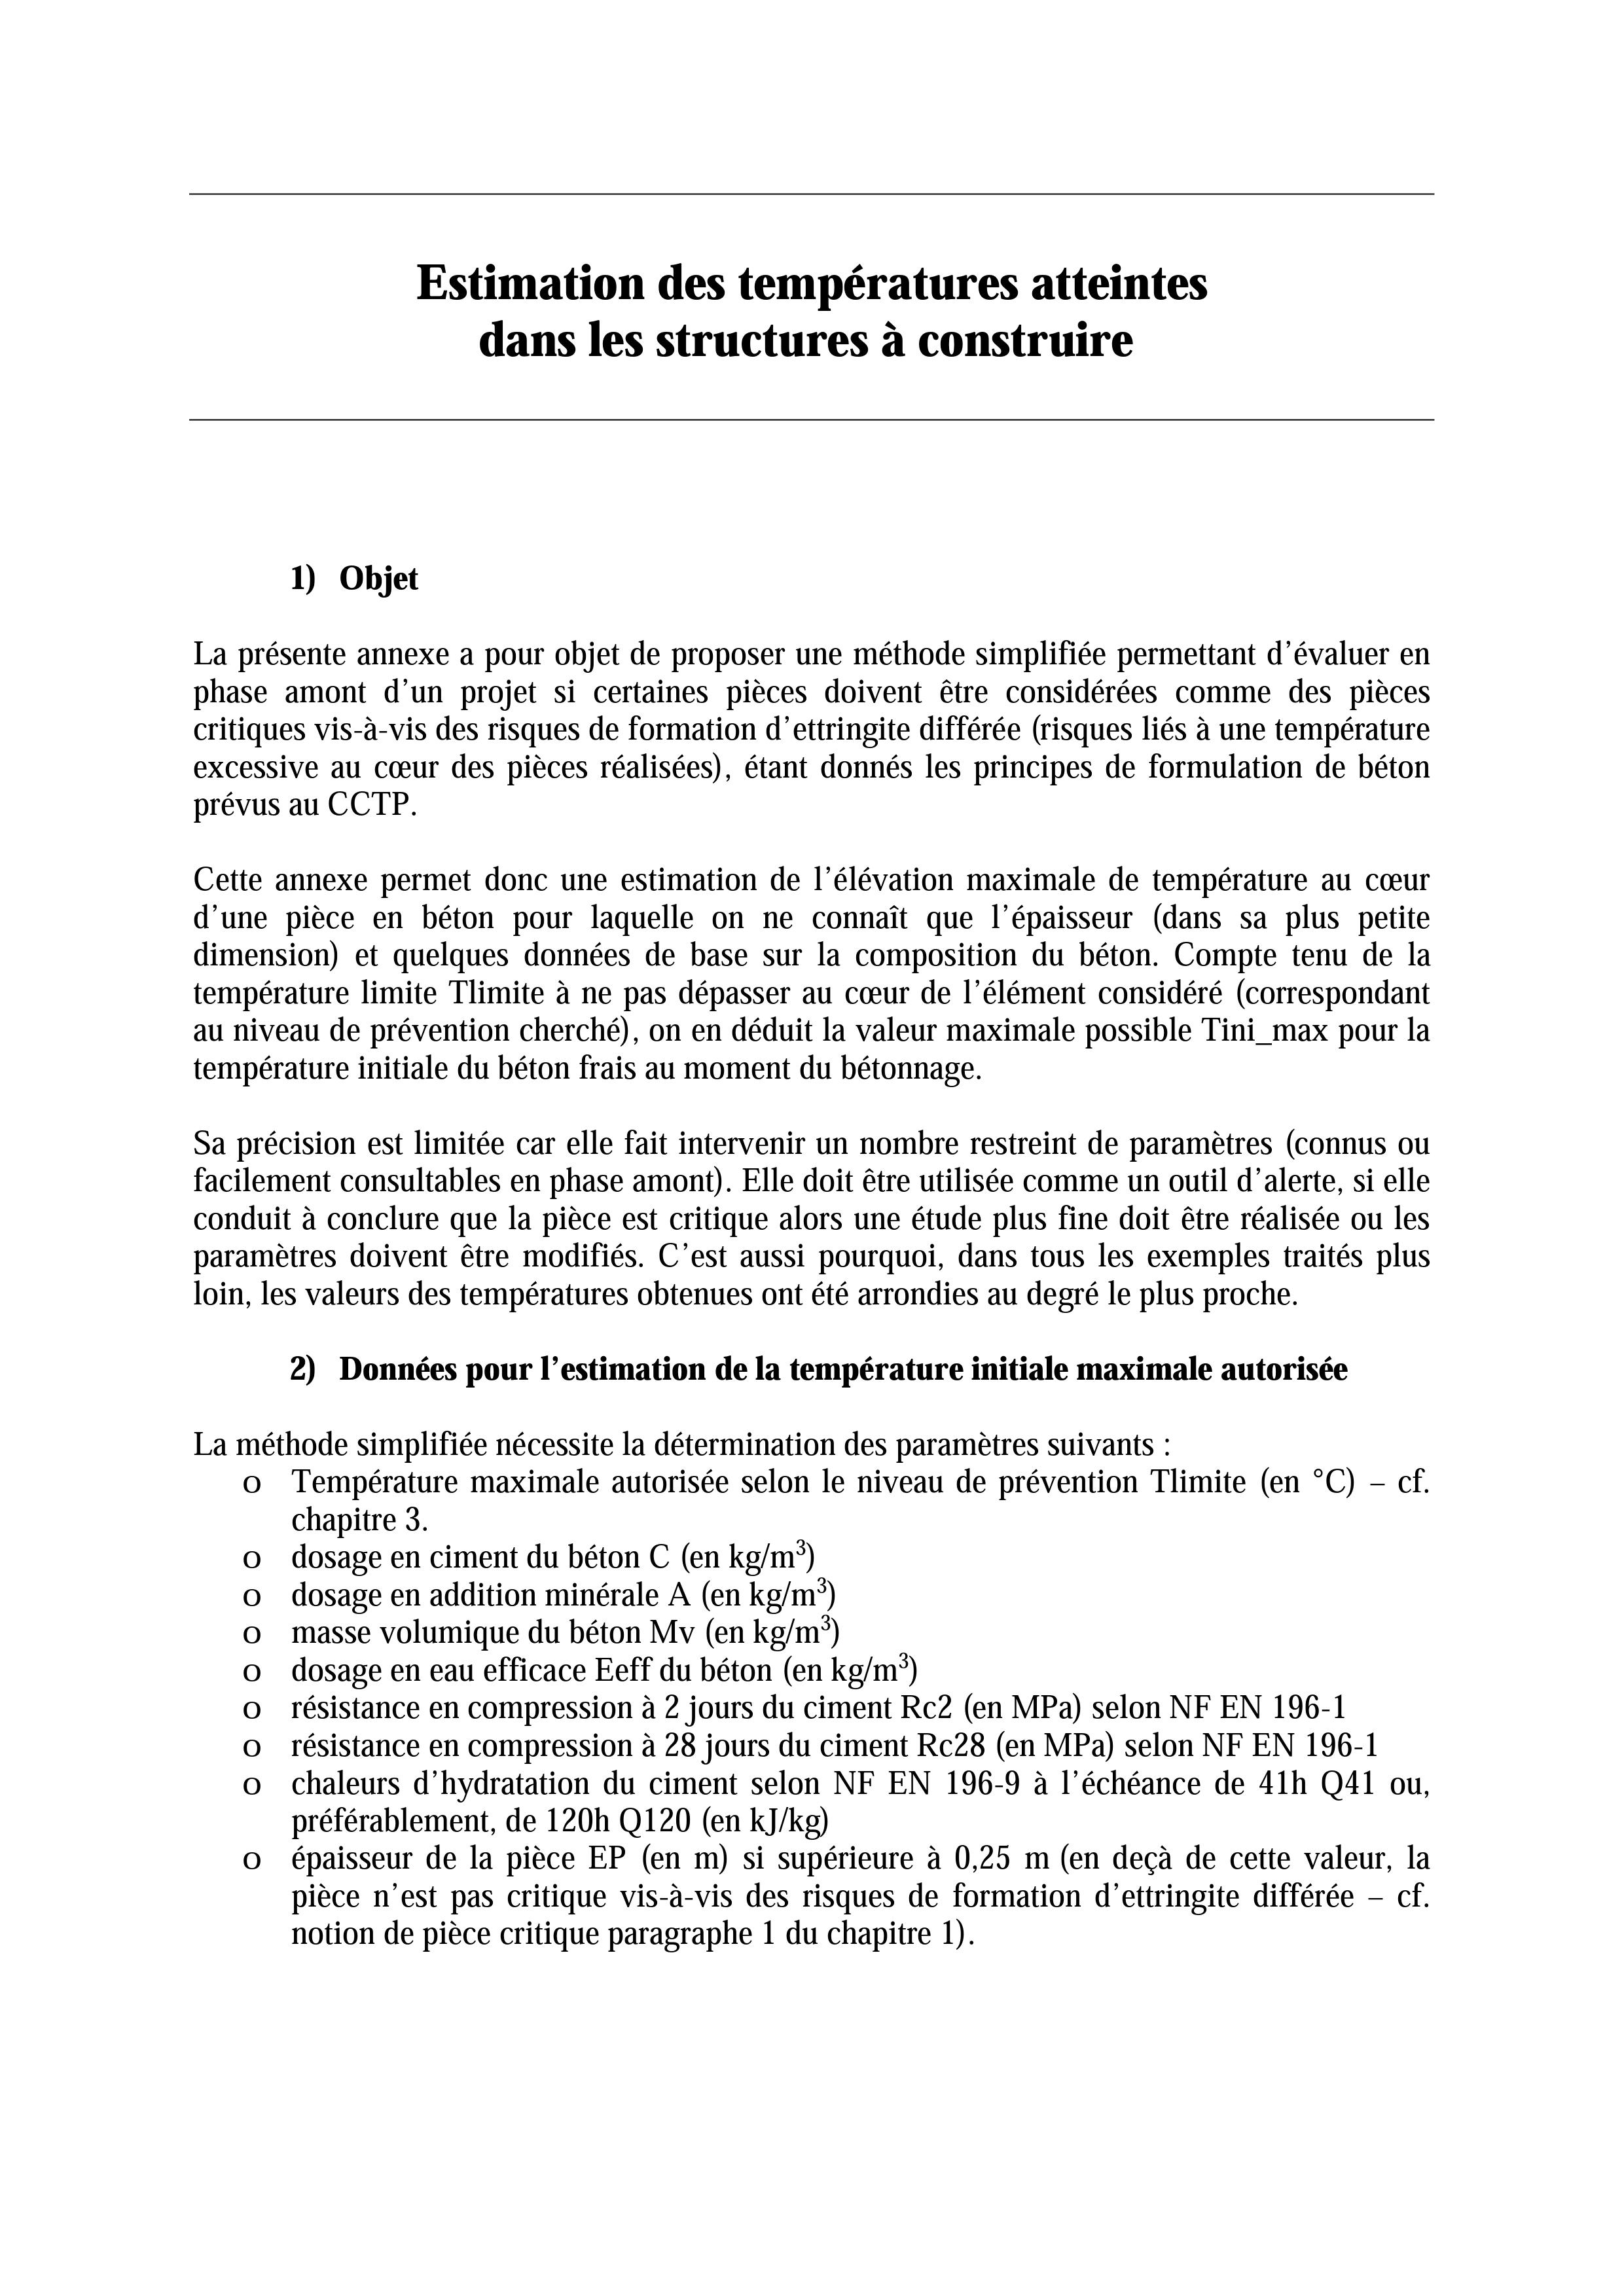 Estimation des températures atteintes
dans les structures à construire
1) Objet
La présente annexe a pour objet de proposer une méthode simplifiée permettant d’évaluer en
phase amont d’un projet si certaines pièces doivent être considérées comme des pièces
critiques vis-à-vis des risques de formation d’ettringite différée (risques liés à une température
excessive au cœur des pièces réalisées), étant donnés les principes de formulation de béton
prévus au CCTP.
Cette annexe permet donc une estimation de l’élévation maximale de température au cœur
d’une pièce en béton pour laquelle on ne connaît que l’épaisseur (dans sa plus petite
dimension) et quelques données de base sur la composition du béton. Compte tenu de la
température limite Tlimite à ne pas dépasser au cœur de l’élément considéré (correspondant
au niveau de prévention cherché), on en déduit la valeur maximale possible Tini_max pour la
température initiale du béton frais au moment du bétonnage.
Sa précision est limitée car elle fait intervenir un nombre restreint de paramètres (connus ou
facilement consultables en phase amont). Elle doit être utilisée comme un outil d’alerte, si elle
conduit à conclure que la pièce est critique alors une étude plus fine doit être réalisée ou les
paramètres doivent être modifiés. C’est aussi pourquoi, dans tous les exemples traités plus
loin, les valeurs des températures obtenues ont été arrondies au degré le plus proche.
2) Données pour l’estimation de la température initiale maximale autorisée
La méthode simplifiée nécessite la détermination des paramètres suivants :
o Température maximale autorisée selon le niveau de prévention Tlimite (en °C) – cf.
chapitre 3.
o dosage en ciment du béton C (en kg/m³)
o dosage en addition minérale A (en kg/m³)
o masse volumique du béton Mv (en kg/m³)
o dosage en eau efficace Eeff du béton (en kg/m³)
o résistance en compression à 2 jours du ciment Rc2 (en MPa) selon NF EN 196-1
o résistance en compression à 28 jours du ciment Rc28 (en MPa) selon NF EN 196-1
o chaleurs d’hydratation du ciment selon NF EN 196-9 à l’échéance de 41h Q41 ou,
préférablement, de 120h Q120 (en kJ/kg)
o épaisseur de la pièce EP (en m) si supérieure à 0,25 m (en deçà de cette valeur, la
pièce n’est pas critique vis-à-vis des risques de formation d’ettringite différée – cf.
notion de pièce critique paragraphe 1 du chapitre 1).